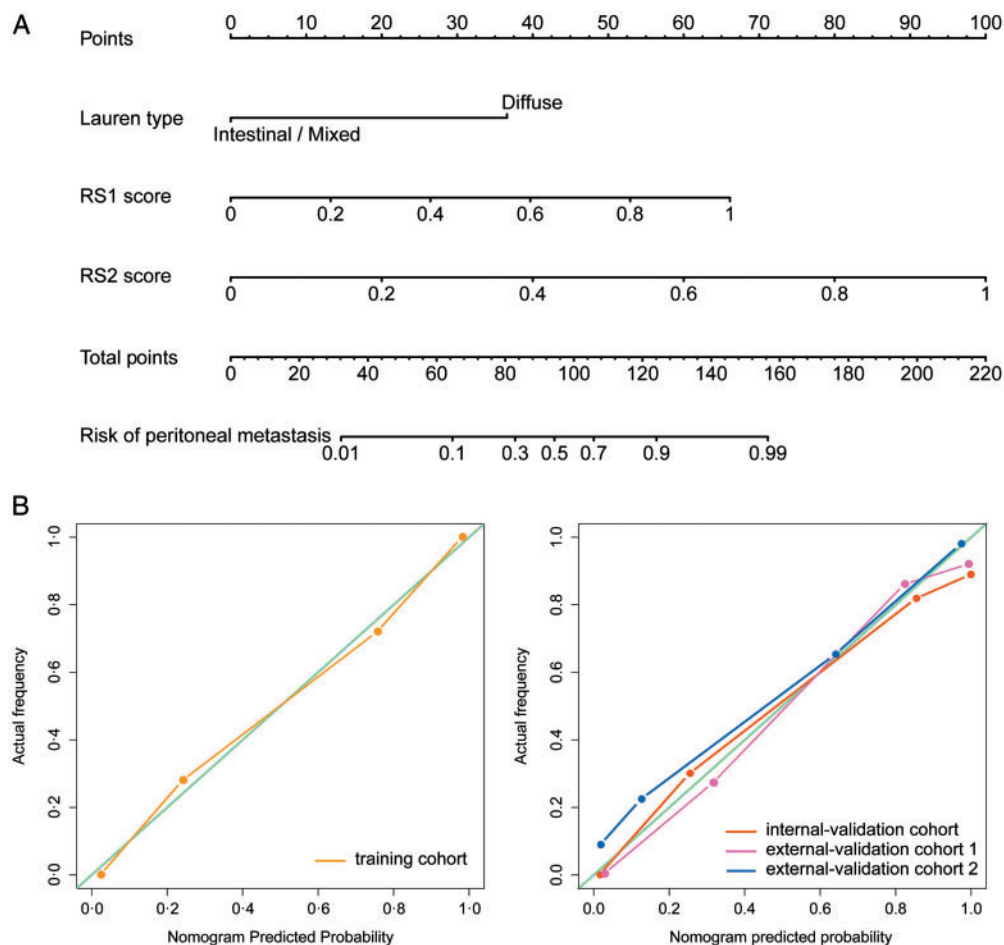 A
Points
0 10 20 30 40 50 60 70 80 90 100
Lauren type
Diffuse
Intestinal / Mixed
RS1 score
0 0.2 0.4 0.6 0.8 1
RS2 score
0 0.2 0.4 0.6 0.8 1
Total points
0 20 40 60 80 100 120 140 160 180 200 220
Risk of peritoneal metastasis
0.01 0.1 0.3 0.5 0.7 0.9 0.99
B
Actual frequency
1·0
0·8
0·6
0·4
0·2
0·0
training cohort
0·0 0·2 0·4 0·6 0·8 1·0
Nomogram Predicted Probability
Actual frequency
1.0
0.8
0.6
0.4
0.2
0.0
internal-validation cohort
external-validation cohort 1
external-validation cohort 2
0.0 0.2 0.4 0.6 0.8 1.0
Nomogram predicted probability